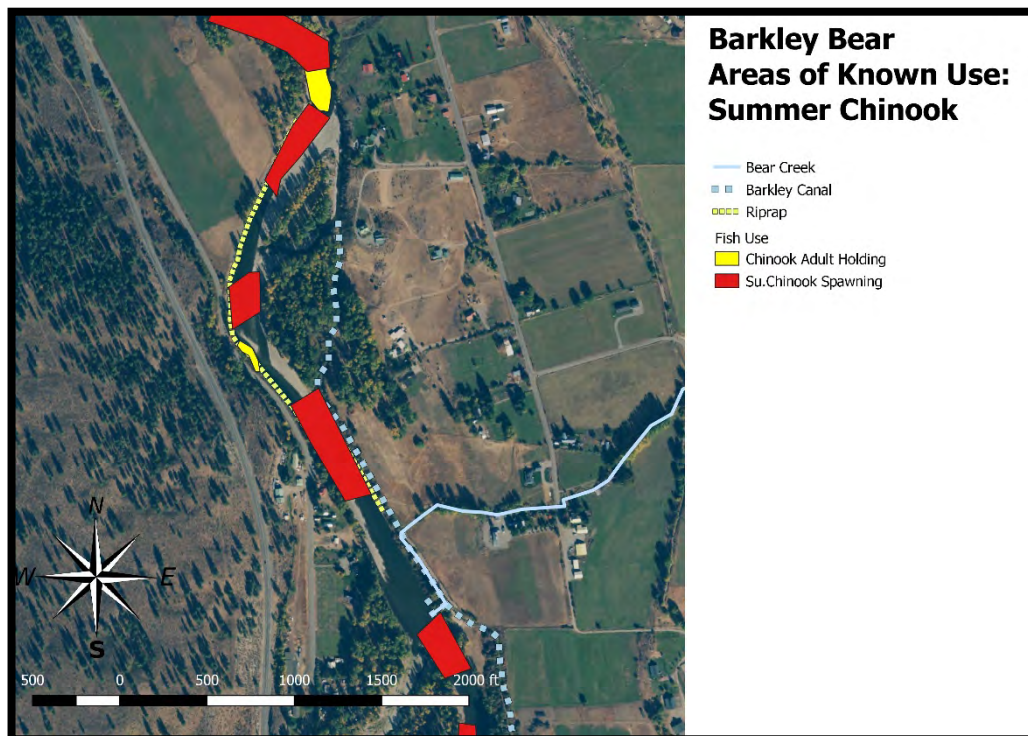 Barkley Bear
Areas of Known Use:
Summer Chinook
Bear Creek
Barkley Canal
Riprap
Fish Use
Chinook Adult Holding
Su.Chinook Spawning
N
W E
S
500 0 500 1000 1500 2000 ft